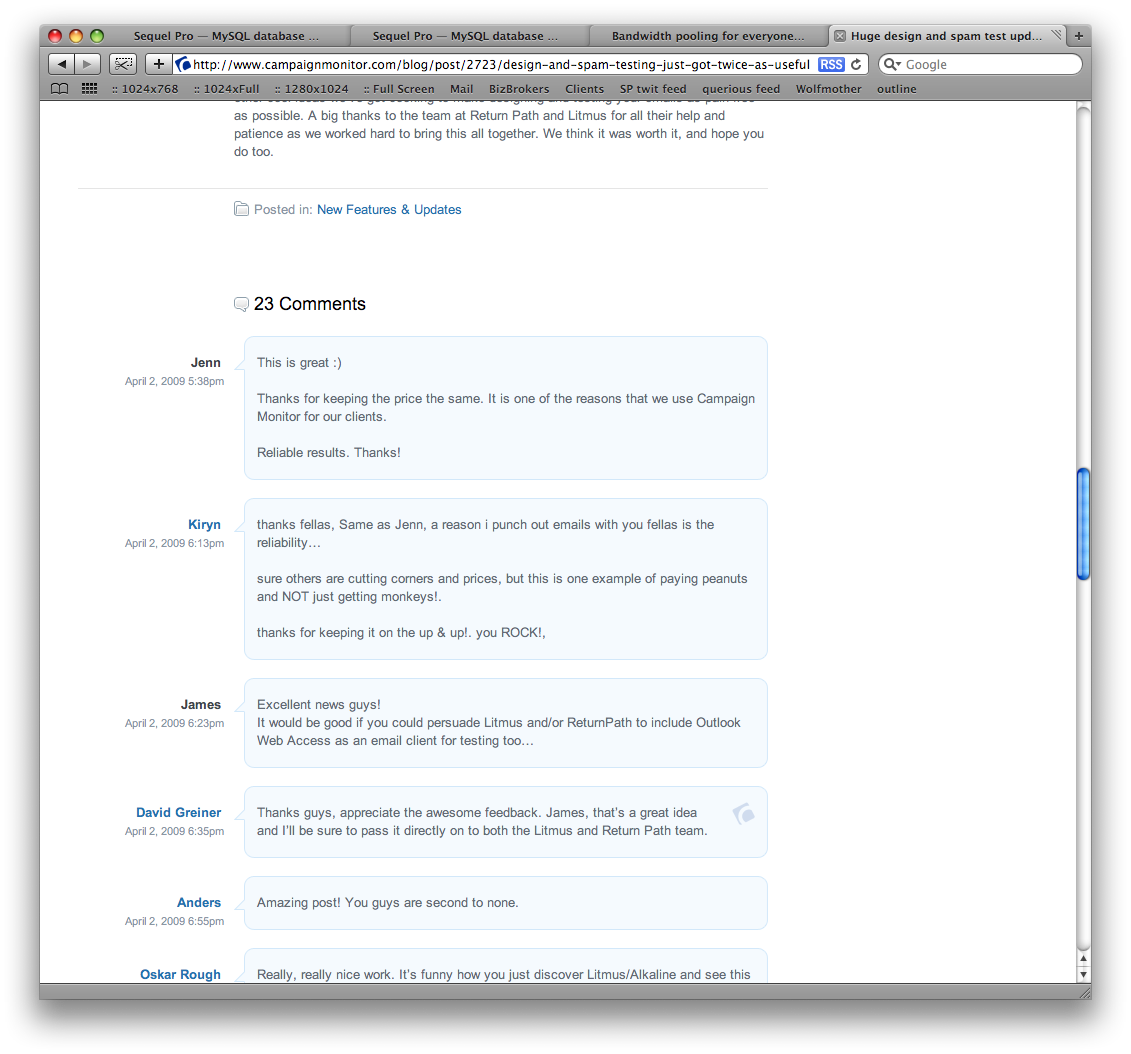 Sequel Pro — MySQL database ...
Sequel Pro — MySQL database ...
Bandwidth pooling for everyone...
Huge design and spam test upd...
http://www.campaignmonitor.com/blog/post/2723/design-and-spam-testing-just-got-twice-as-useful
RSS
Google
:: 1024x768
:: 1024xFull
:: 1280x1024
:: Full Screen
Mail
BizBrokers
Clients
SP twit feed
querious feed
Wolfmother
outline
as possible. A big thanks to the team at Return Path and Litmus for all their help and
patience as we worked hard to bring this all together. We think it was worth it, and hope you
do too.
Posted in: New Features & Updates
23 Comments
Jenn
April 2, 2009 5:38pm
This is great :)
Thanks for keeping the price the same. It is one of the reasons that we use Campaign
Monitor for our clients.
Reliable results. Thanks!
Kiryn
April 2, 2009 6:13pm
thanks fellas, Same as Jenn, a reason i punch out emails with you fellas is the
reliability…
sure others are cutting corners and prices, but this is one example of paying peanuts
and NOT just getting monkeys!.
thanks for keeping it on the up & up!. you ROCK!,
James
April 2, 2009 6:23pm
Excellent news guys!
It would be good if you could persuade Litmus and/or ReturnPath to include Outlook
Web Access as an email client for testing too…
David Greiner
April 2, 2009 6:35pm
Thanks guys, appreciate the awesome feedback. James, that's a great idea
and I'll be sure to pass it directly on to both the Litmus and Return Path team.
Anders
April 2, 2009 6:55pm
Amazing post! You guys are second to none.
Oskar Rough
Really, really nice work. It's funny how you just discover Litmus/Alkaline and see this